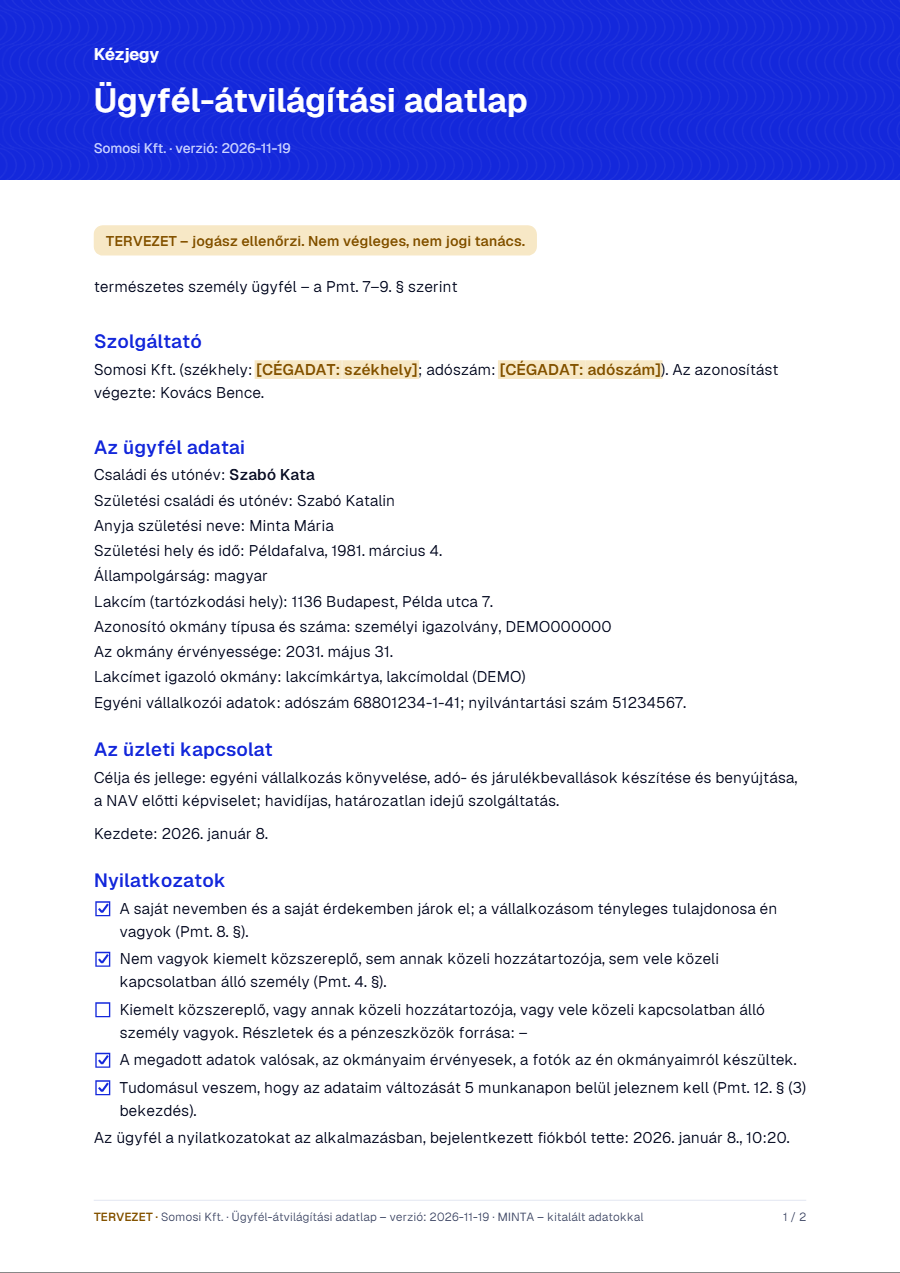 Kézjegy
Ügyfél-átvilágítási adatlap
Somosi Kft. · verzió: 2026-11-19
TERVEZET – jogász ellenőrzi. Nem végleges, nem jogi tanács.
természetes személy ügyfél – a Pmt. 7–9. § szerint
Szolgáltató
Somosi Kft. (székhely: [CÉGADAT: székhely]; adószám: [CÉGADAT: adószám]). Az azonosítást
végezte: Kovács Bence.
Az ügyfél adatai
Családi és utónév: Szabó Kata
Születési családi és utónév: Szabó Katalin
Anyja születési neve: Minta Mária
Születési hely és idő: Példafalva, 1981. március 4.
Állampolgárság: magyar
Lakcím (tartózkodási hely): 1136 Budapest, Példa utca 7.
Azonosító okmány típusa és száma: személyi igazolvány, DEMO000000
Az okmány érvényessége: 2031. május 31.
Lakcímet igazoló okmány: lakcímkártya, lakcímoldal (DEMO)
Egyéni vállalkozói adatok: adószám 68801234-1-41; nyilvántartási szám 51234567.
Az üzleti kapcsolat
Célja és jellege: egyéni vállalkozás könyvelése, adó- és járulékbevallások készítése és benyújtása,
a NAV előtti képviselet; havidíjas, határozatlan idejű szolgáltatás.
Kezdete: 2026. január 8.
Nyilatkozatok
A saját nevemben és a saját érdekemben járok el; a vállalkozásom tényleges tulajdonosa én
vagyok (Pmt. 8. §).
Nem vagyok kiemelt közszereplő, sem annak közeli hozzátartozója, sem vele közeli
kapcsolatban álló személy (Pmt. 4. §).
Kiemelt közszereplő, vagy annak közeli hozzátartozója, vagy vele közeli kapcsolatban álló
személy vagyok. Részletek és a pénzeszközök forrása: –
A megadott adatok valósak, az okmányaim érvényesek, a fotók az én okmányaimról készültek.
Tudomásul veszem, hogy az adataim változását 5 munkanapon belül jeleznem kell (Pmt. 12. § (3)
bekezdés).
Az ügyfél a nyilatkozatokat az alkalmazásban, bejelentkezett fiókból tette: 2026. január 8., 10:20.
TERVEZET · Somosi Kft. · Ügyfél-átvilágítási adatlap – verzió: 2026-11-19 · MINTA – kitalált adatokkal
1 / 2